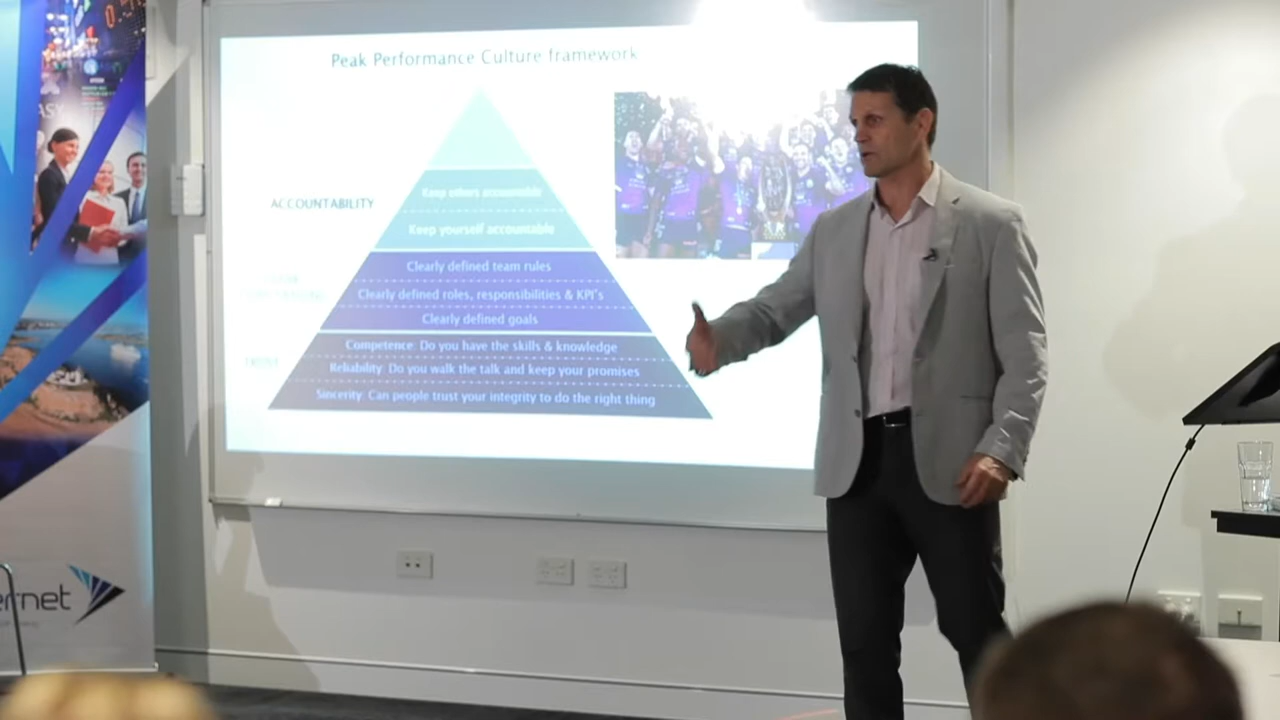 Peak Performance Culture framework
Keep others accountable
ACCOUNTABILITY
Keep yourself accountable
Clearly defined team rules
Clearly defined roles, responsibilities & KPI's
Clearly defined goals
Competence: Do you have the skills & knowledge
Reliability: Do you walk the talk and keep your promises
Sincerity: Can people trust your integrity to do the right thing
ernet